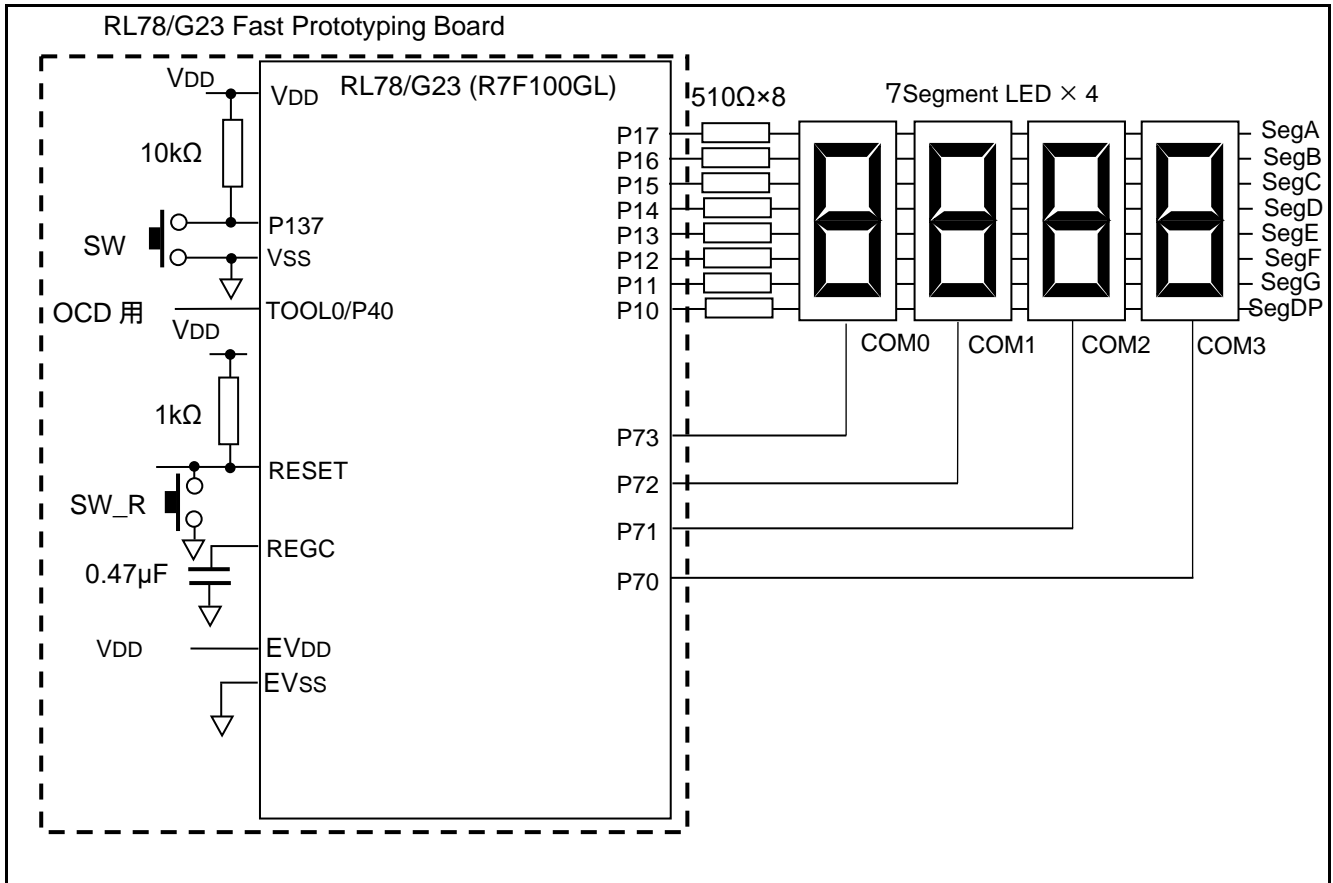 RL78/G23 Fast Prototyping Board
VDD
VDD
RL78/G23 (R7F100GL)
510Ω×8
7Segment LED × 4
10kΩ
SW
P137
VSS
OCD 用
TOOL0/P40
VDD
1kΩ
RESET
SW_R
REGC
0.47µF
VDD
EVDD
EVSS
P17
P16
P15
P14
P13
P12
P11
P10
SegA
SegB
SegC
SegD
SegE
SegF
SegG
SegDP
COM0
COM1
COM2
COM3
P73
P72
P71
P70